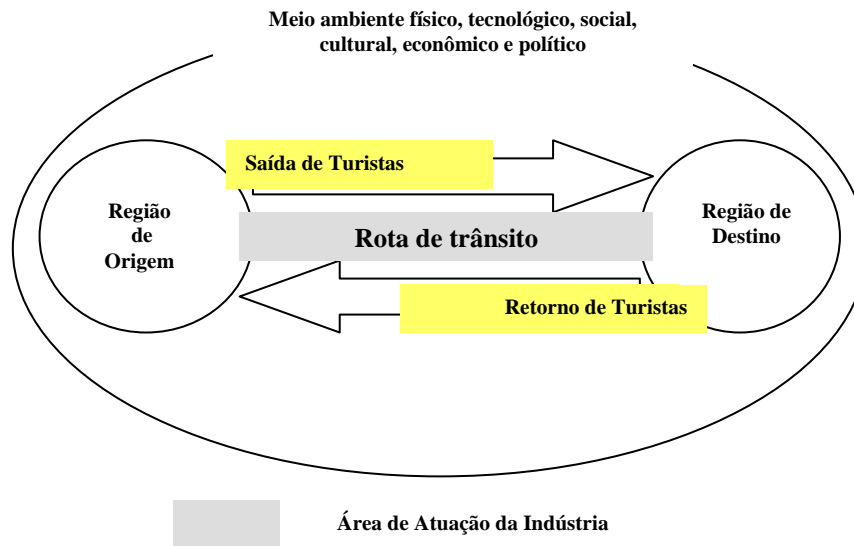 Meio ambiente físico, tecnológico, social,
cultural, econômico e político
Saída de Turistas
Região
de
Origem
Rota de trânsito
Região de
Destino
Retorno de Turistas
Área de Atuação da Indústria